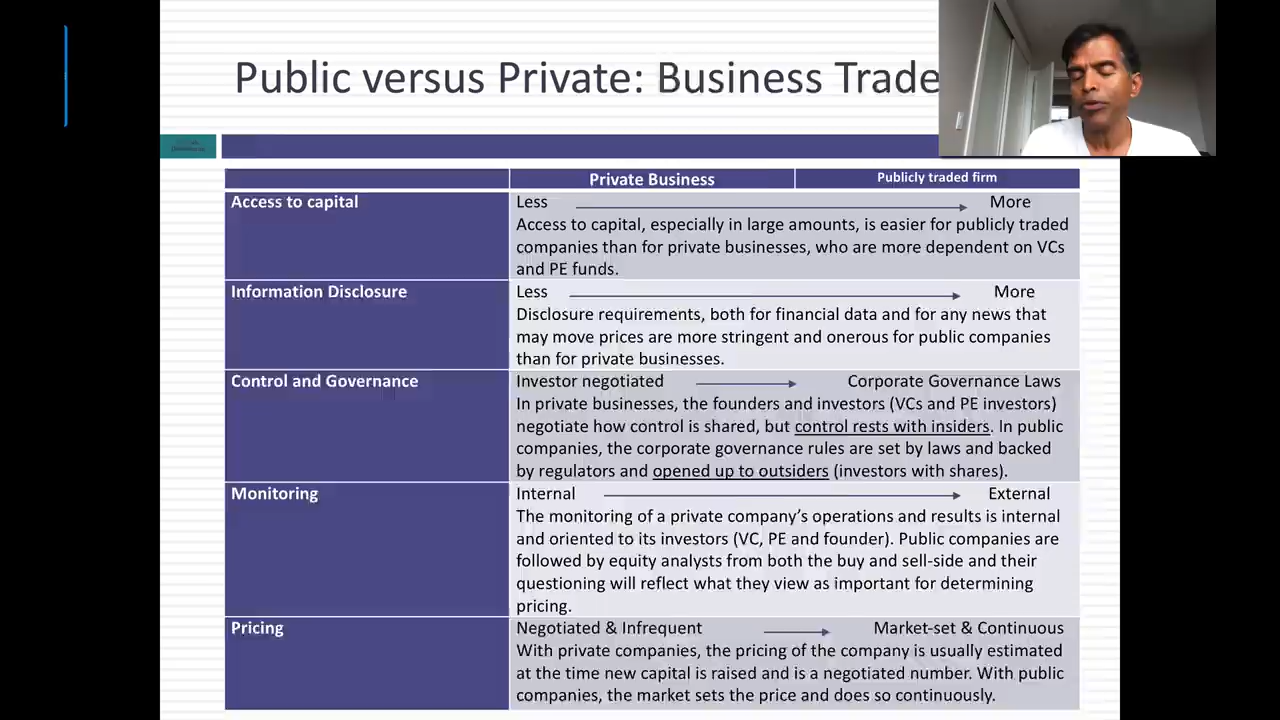 Public versus Private: Business Trade
Private Business
Publicly traded firm
Access to capital
Less
More
Access to capital, especially in large amounts, is easier for publicly traded
companies than for private businesses, who are more dependent on VCs
and PE funds.
Information Disclosure
Less
More
Disclosure requirements, both for financial data and for any news that
may move prices are more stringent and onerous for public companies
than for private businesses.
Control and Governance
Investor negotiated
Corporate Governance Laws
In private businesses, the founders and investors (VCs and PE investors)
negotiate how control is shared, but control rests with insiders. In public
companies, the corporate governance rules are set by laws and backed
by regulators and opened up to outsiders (investors with shares).
Monitoring
Internal
External
The monitoring of a private company’s operations and results is internal
and oriented to its investors (VC, PE and founder). Public companies are
followed by equity analysts from both the buy and sell-side and their
questioning will reflect what they view as important for determining
pricing.
Pricing
Negotiated & Infrequent
Market-set & Continuous
With private companies, the pricing of the company is usually estimated
at the time new capital is raised and is a negotiated number. With public
companies, the market sets the price and does so continuously.